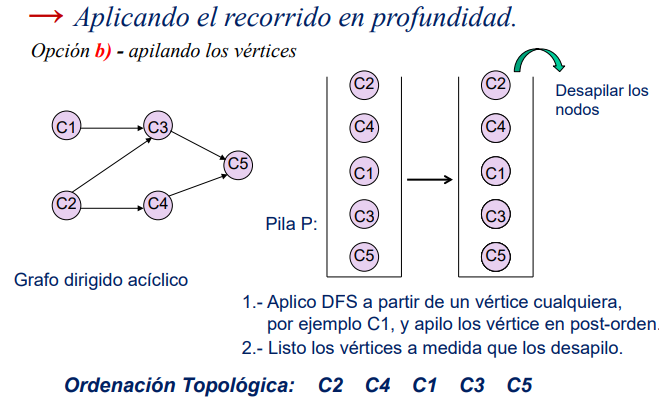 → Aplicando el recorrido en profundidad.
Opción b) - apilando los vértices
C1
C3
C5
C2
C4
Grafo dirigido acíclico
Pila P:
C2
C4
C1
C3
C5
C2
C4
C1
C3
C5
Desapilar los
nodos
1.- Aplico DFS a partir de un vértice cualquiera,
por ejemplo C1, y apilo los vértice en post-orden.
2.- Listo los vértices a medida que los desapilo.
Ordenación Topológica: C2 C4 C1 C3 C5